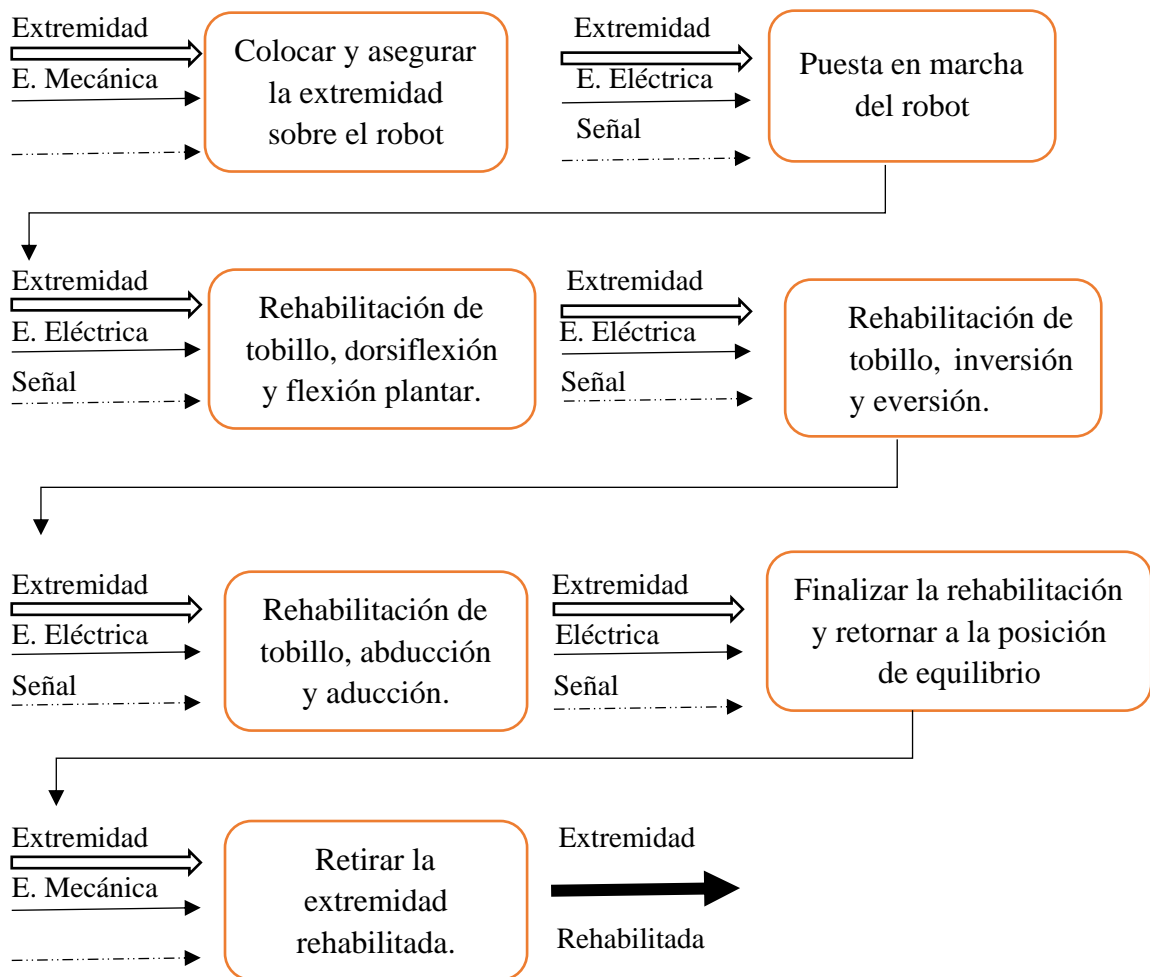 Extremidad
E. Mecánica
Colocar y asegurar
la extremidad
sobre el robot
Extremidad
E. Eléctrica
Señal
Puesta en marcha
del robot
Extremidad
E. Eléctrica
Señal
Rehabilitación de
tobillo, dorsiflexión
y flexión plantar.
Extremidad
E. Eléctrica
Señal
Rehabilitación de
tobillo, inversión
y eversión.
Extremidad
E. Eléctrica
Señal
Rehabilitación de
tobillo, abducción
y aducción.
Extremidad
Eléctrica
Señal
Finalizar la rehabilitación
y retornar a la posición
de equilibrio
Extremidad
E. Mecánica
Retirar la
extremidad
rehabilitada.
Extremidad
Rehabilitada